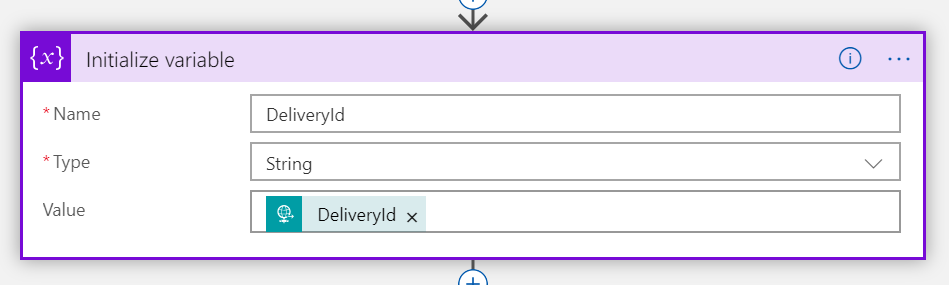 {x} Initialize variable
* Name DeliveryId
* Type String
Value DeliveryId ×